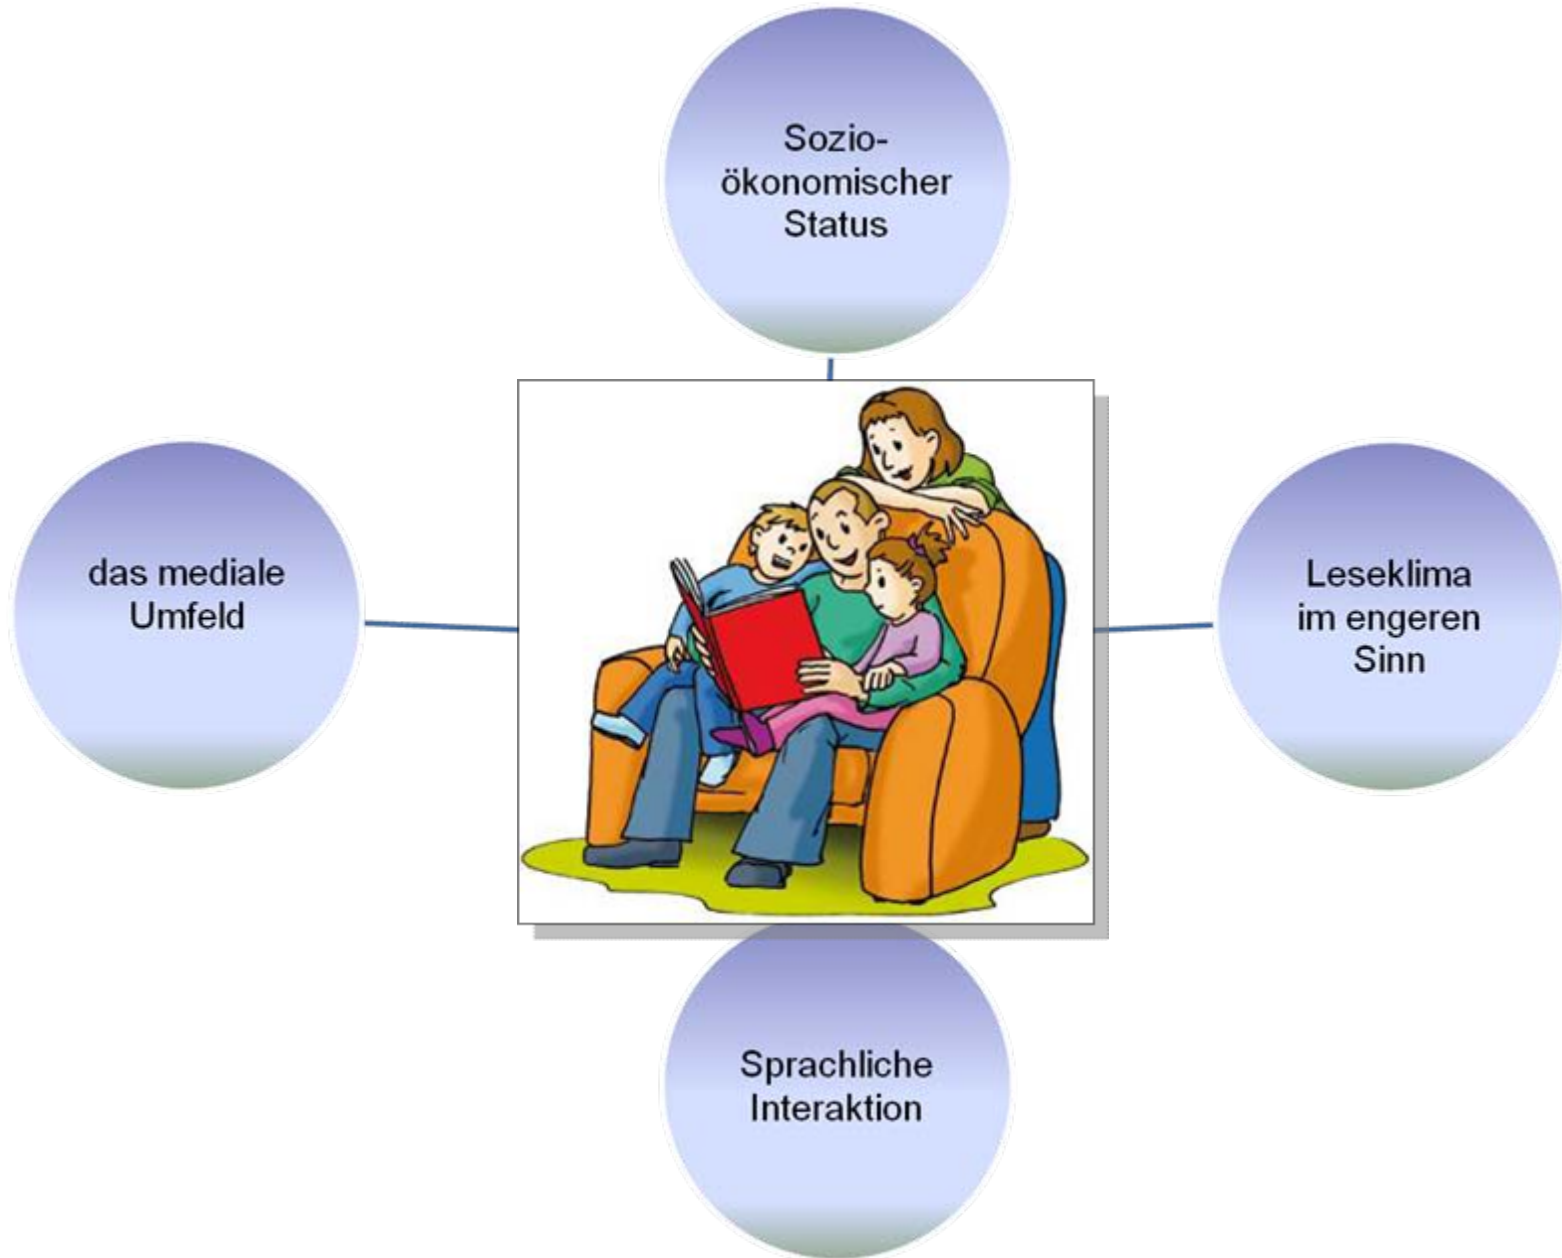 Sozio-
ökonomischer
Status
das mediale
Umfeld
Leseklima
im engeren
Sinn
Sprachliche
Interaktion